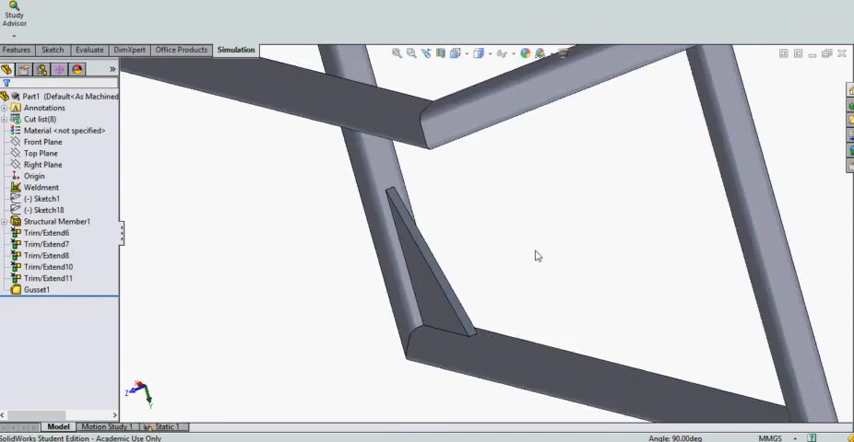 Study
Advisor
Features Sketch Evaluate DimXpert Office Products Simulation
Part1 (Default<As Machined
Annotations
Cut list(8)
Material <not specified>
Front Plane
Top Plane
Right Plane
Origin
Weldment
(-) Sketch1
(-) Sketch18
Structural Member1
Trim/Extend6
Trim/Extend7
Trim/Extend8
Trim/Extend10
Trim/Extend11
Gusset1
Z
Y
Model Motion Study 1 Static 1
SolidWorks Student Edition - Academic Use Only Angle: 90.00deg MMGS